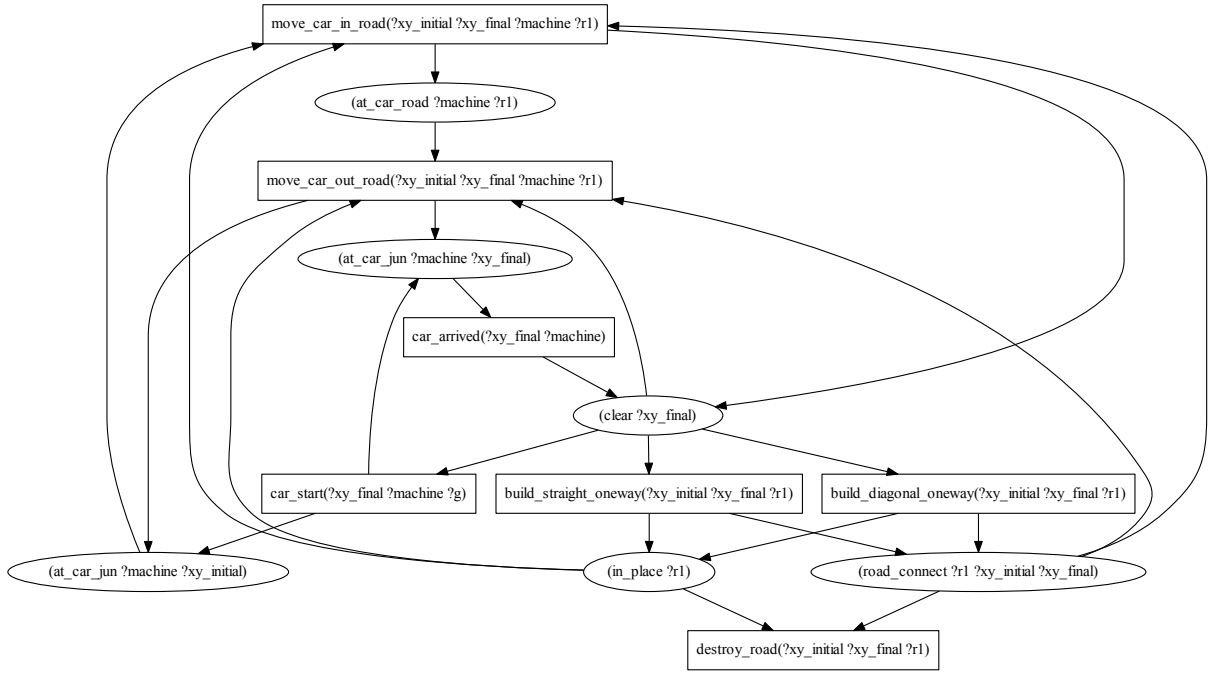 move_car_in_road(?xy_initial ?xy_final ?machine ?r1)
(at_car_road ?machine ?r1)
move_car_out_road(?xy_initial ?xy_final ?machine ?r1)
(at_car_jun ?machine ?xy_final)
car_arrived(?xy_final ?machine)
(clear ?xy_final)
car_start(?xy_final ?machine ?g)
build_straight_oneway(?xy_initial ?xy_final ?r1)
build_diagonal_oneway(?xy_initial ?xy_final ?r1)
(at_car_jun ?machine ?xy_initial)
(in_place ?r1)
(road_connect ?r1 ?xy_initial ?xy_final)
destroy_road(?xy_initial ?xy_final ?r1)